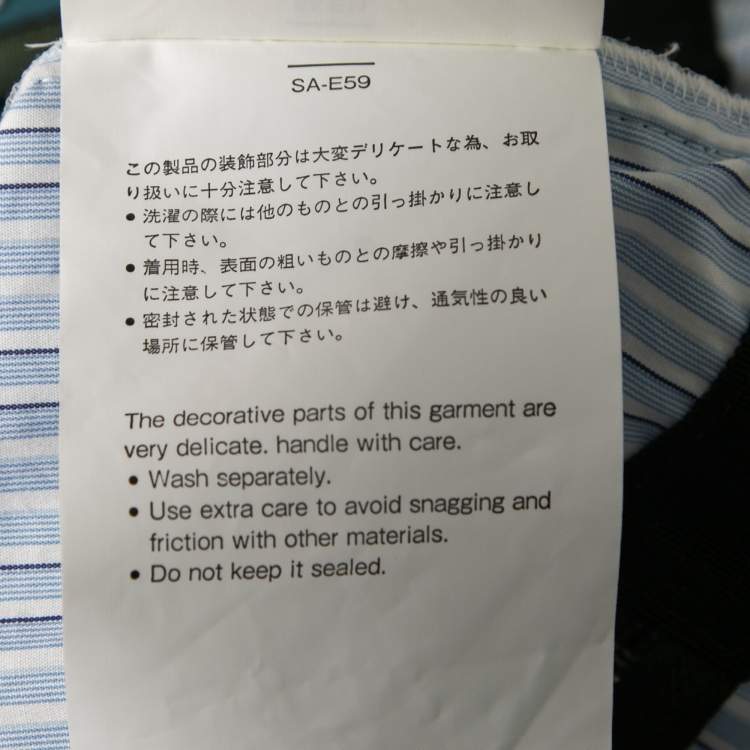 SA-E59
この製品の装飾部分は大変デリケートな為、お取
り扱いに十分注意して下さい。
● 洗濯の際には他のものとの引っ掛かりに注意し
て下さい。
● 着用時、表面の粗いものとの摩擦や引っ掛かり
に注意して下さい。
● 密封された状態での保管は避け、通気性の良い
場所に保管して下さい。
The decorative parts of this garment are
very delicate. handle with care.
● Wash separately.
● Use extra care to avoid snagging and
friction with other materials.
● Do not keep it sealed.